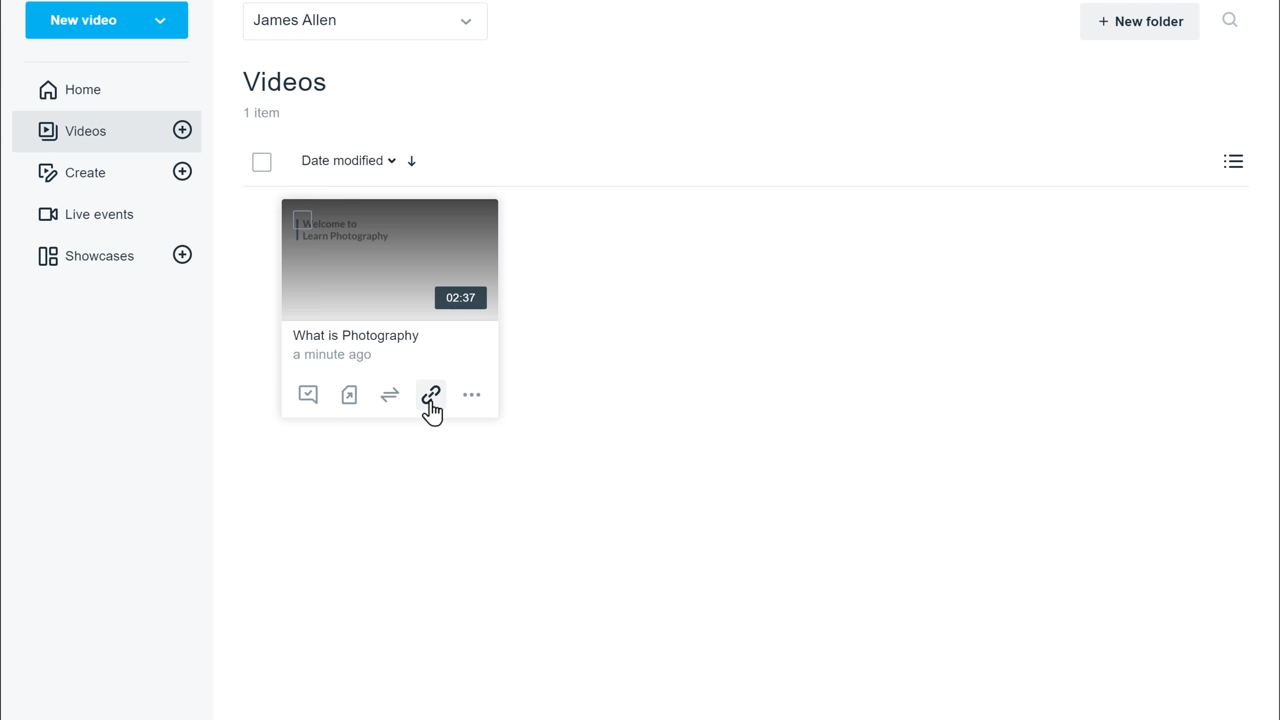 New video
James Allen
+ New folder
Videos
1 item
Home
Videos
Create
Live events
Showcases
Date modified
Welcome to
Learn Photography
02:37
What is Photography
a minute ago